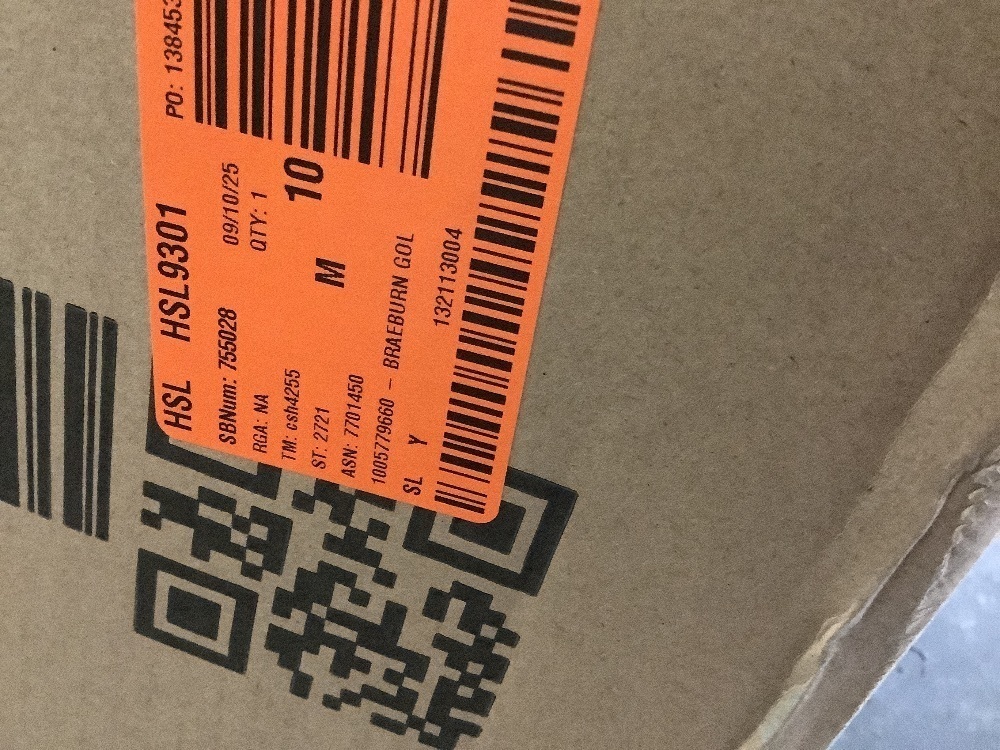 HSL HSL9301
PO: 138453
SBNum: 755028 09/10/25
RGA: NA QTY: 1
TM: csh4255
ST: 2721 M 10
ASN: 7701450
1005779660 – BRAEBURN GOL
SL Y 132113004